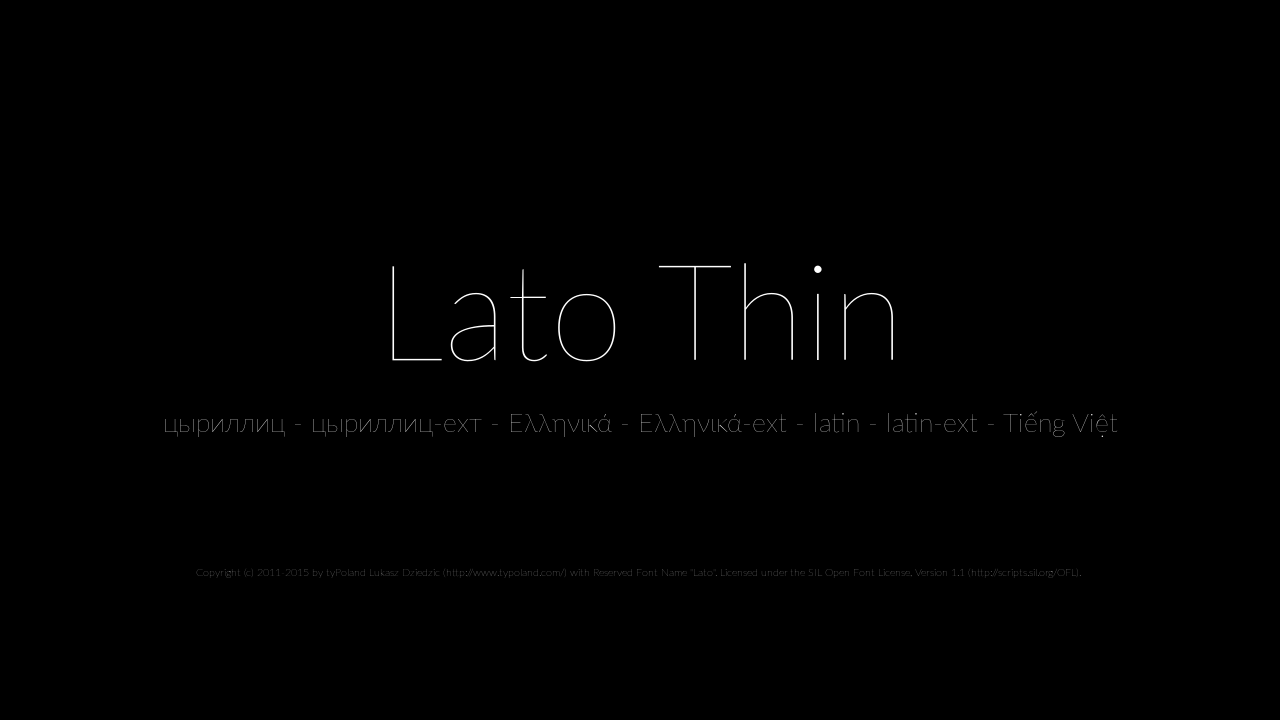 Lato Thin
цыриллиц - цыриллиц-ехт - Ελληνικά - Ελληνικά-ext - latin - latin-ext - Tiếng Việt
Copyright (c) 2011-2015 by tyPoland Lukasz Dziedzic (http://www.typoland.com/) with Reserved Font Name "Lato". Licensed under the SIL Open Font License, Version 1.1 (http://scripts.sil.org/OFL).